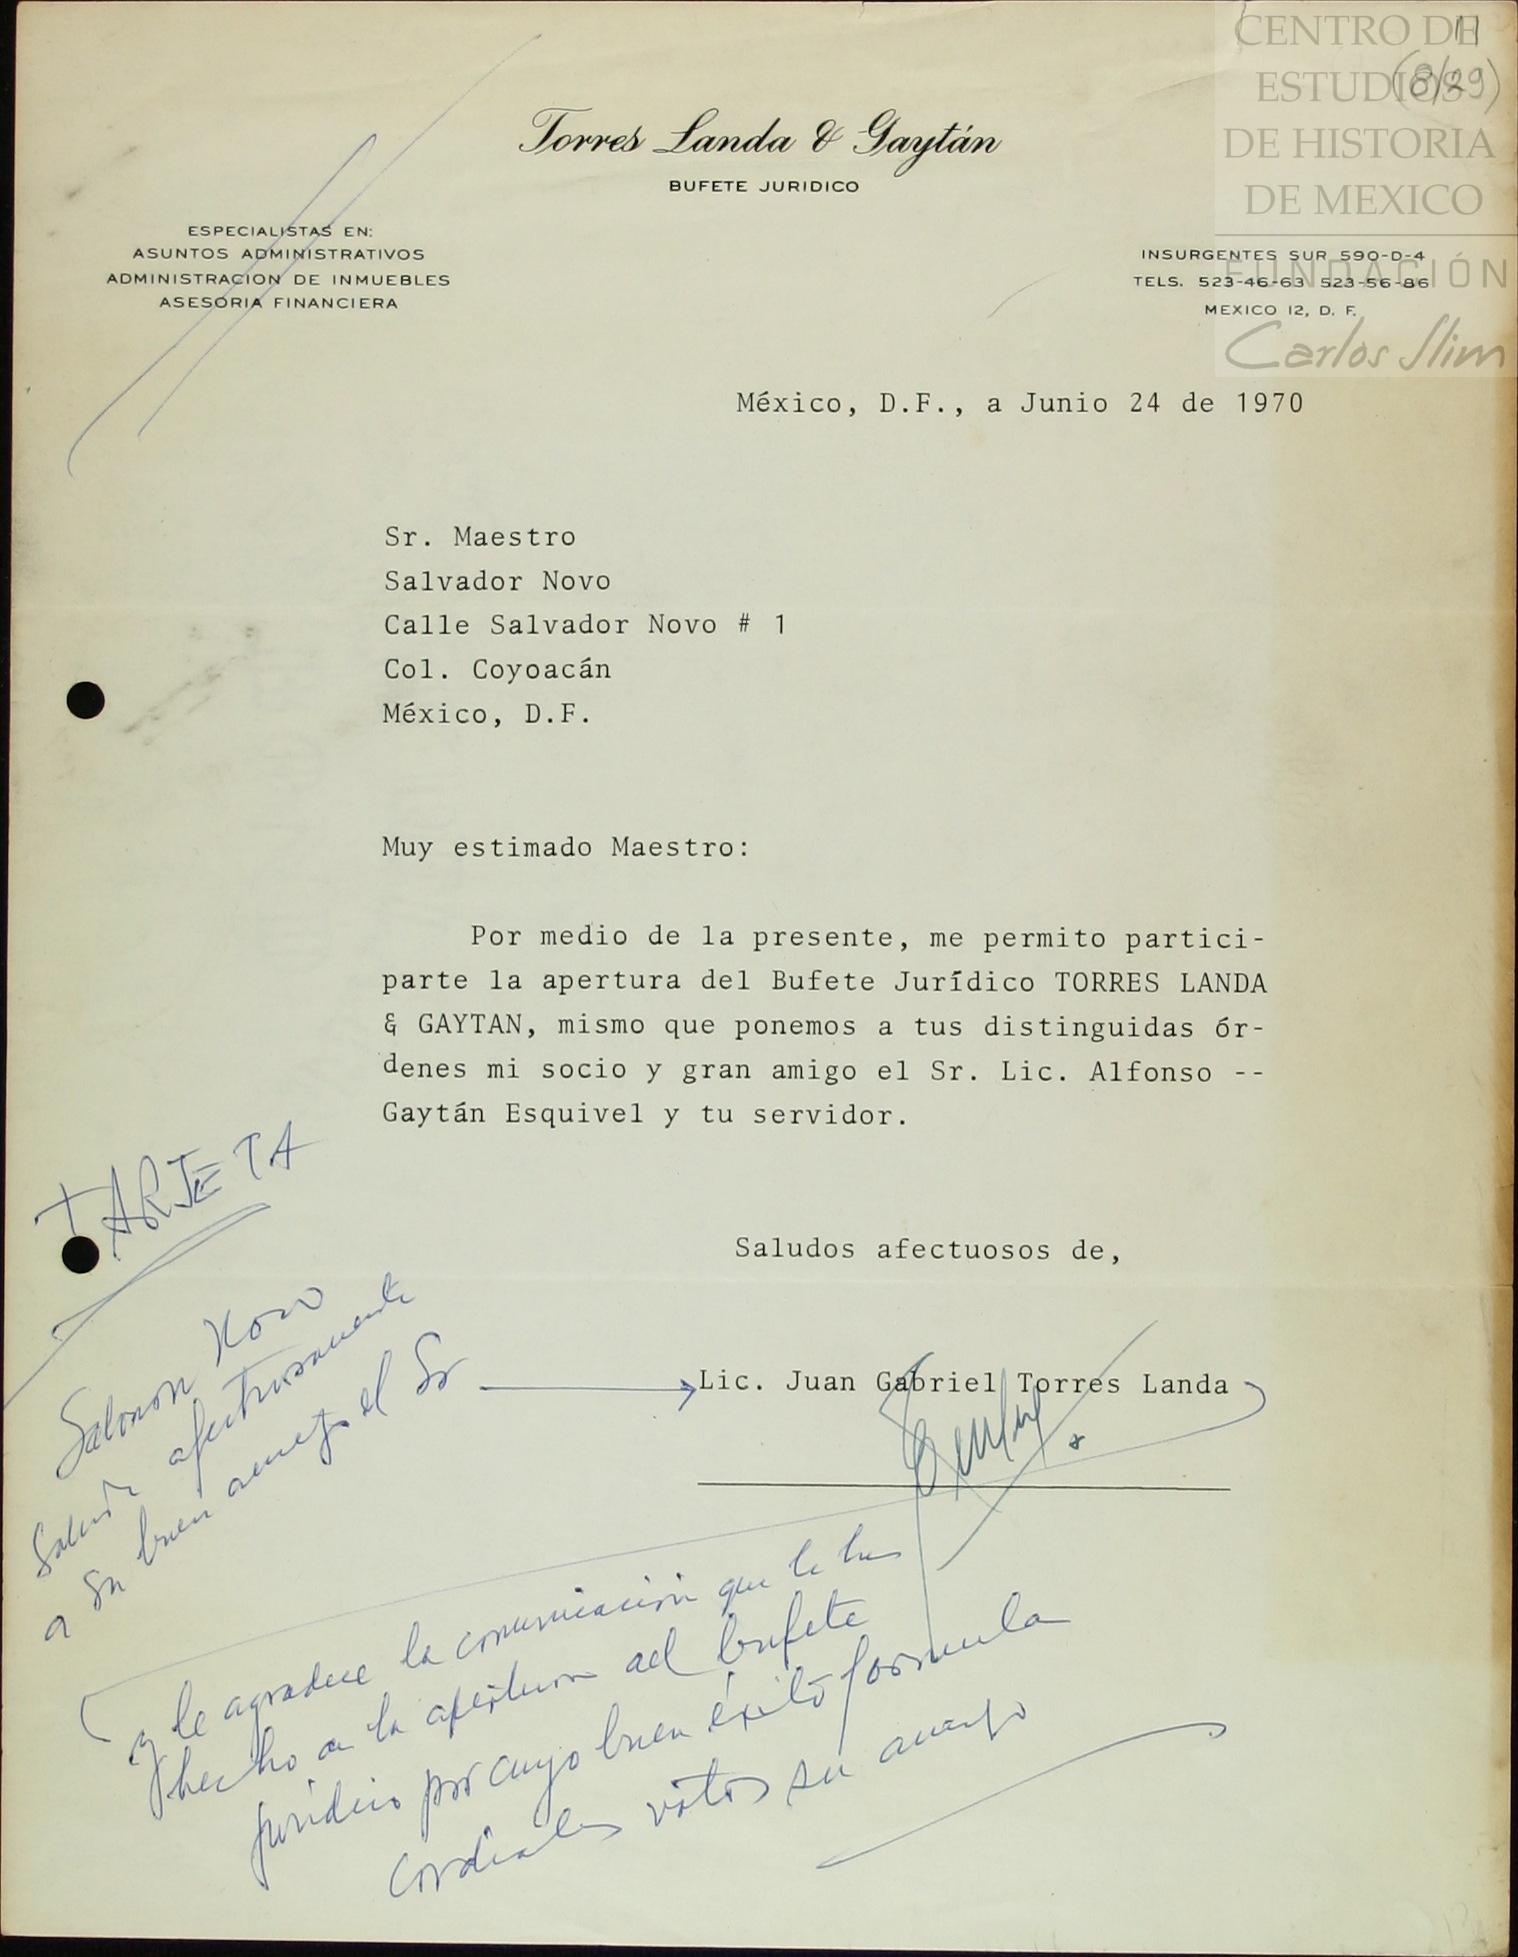 CENTRO DE
ESTUDIOS
DE HISTORIA
DE MEXICO
FUNDACIÓN
Carlos Slim
11
(8/29)
Torres Landa & Gaytán
BUFETE JURIDICO
ESPECIALISTAS EN:
ASUNTOS ADMINISTRATIVOS
ADMINISTRACION DE INMUEBLES
ASESORIA FINANCIERA
INSURGENTES SUR 590-D-4
TELS. 523-46-63 523-56-86
MEXICO 12, D. F.
México, D.F., a Junio 24 de 1970
Sr. Maestro
Salvador Novo
Calle Salvador Novo # 1
Col. Coyoacán
México, D.F.
Muy estimado Maestro:
Por medio de la presente, me permito partici-
parte la apertura del Bufete Jurídico TORRES LANDA
& GAYTAN, mismo que ponemos a tus distinguidas ór-
denes mi socio y gran amigo el Sr. Lic. Alfonso --
Gaytán Esquivel y tu servidor.
Saludos afectuosos de,
Lic. Juan Gabriel Torres Landa
TARJETA
Novo
saluda afectuosamente
a su buen amigo el Sr
y le agradece la comunicación que le ha
hecho de la apertura del bufete
jurídico por cuyo buen éxito formula
cordiales votos su amigo